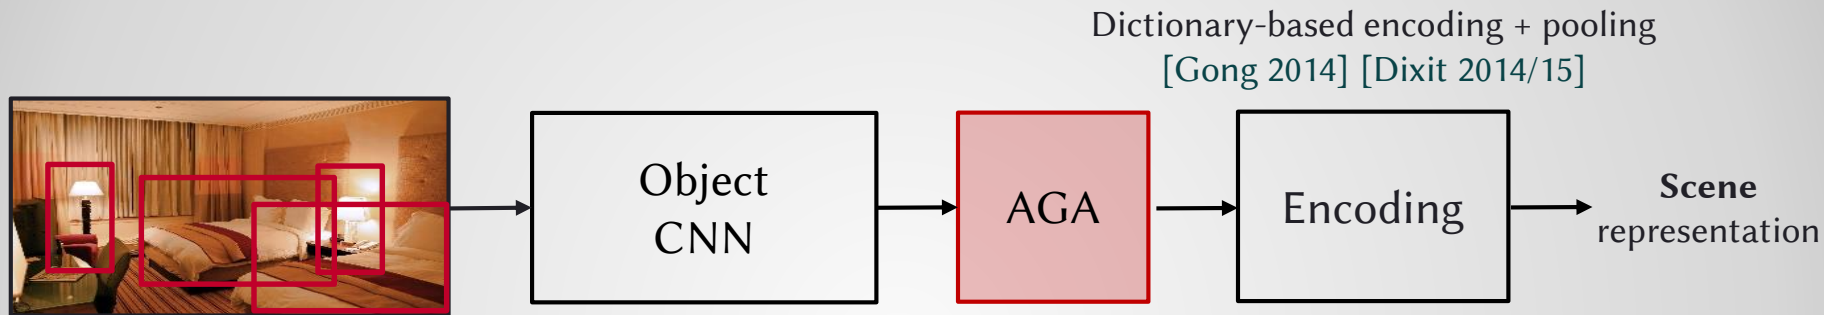 Dictionary-based encoding + pooling
[Gong 2014] [Dixit 2014/15]
Object
CNN
AGA
Encoding
Scene
representation